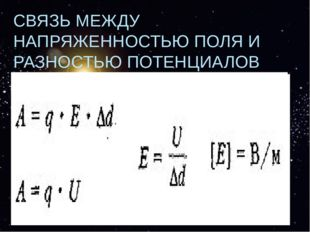 СВЯЗЬ МЕЖДУ
НАПРЯЖЕННОСТЬЮ ПОЛЯ И
РАЗНОСТЬЮ ПОТЕНЦИАЛОВ
A = q · E · Δd
E = U / Δd
[E] = В/м
A = q · U